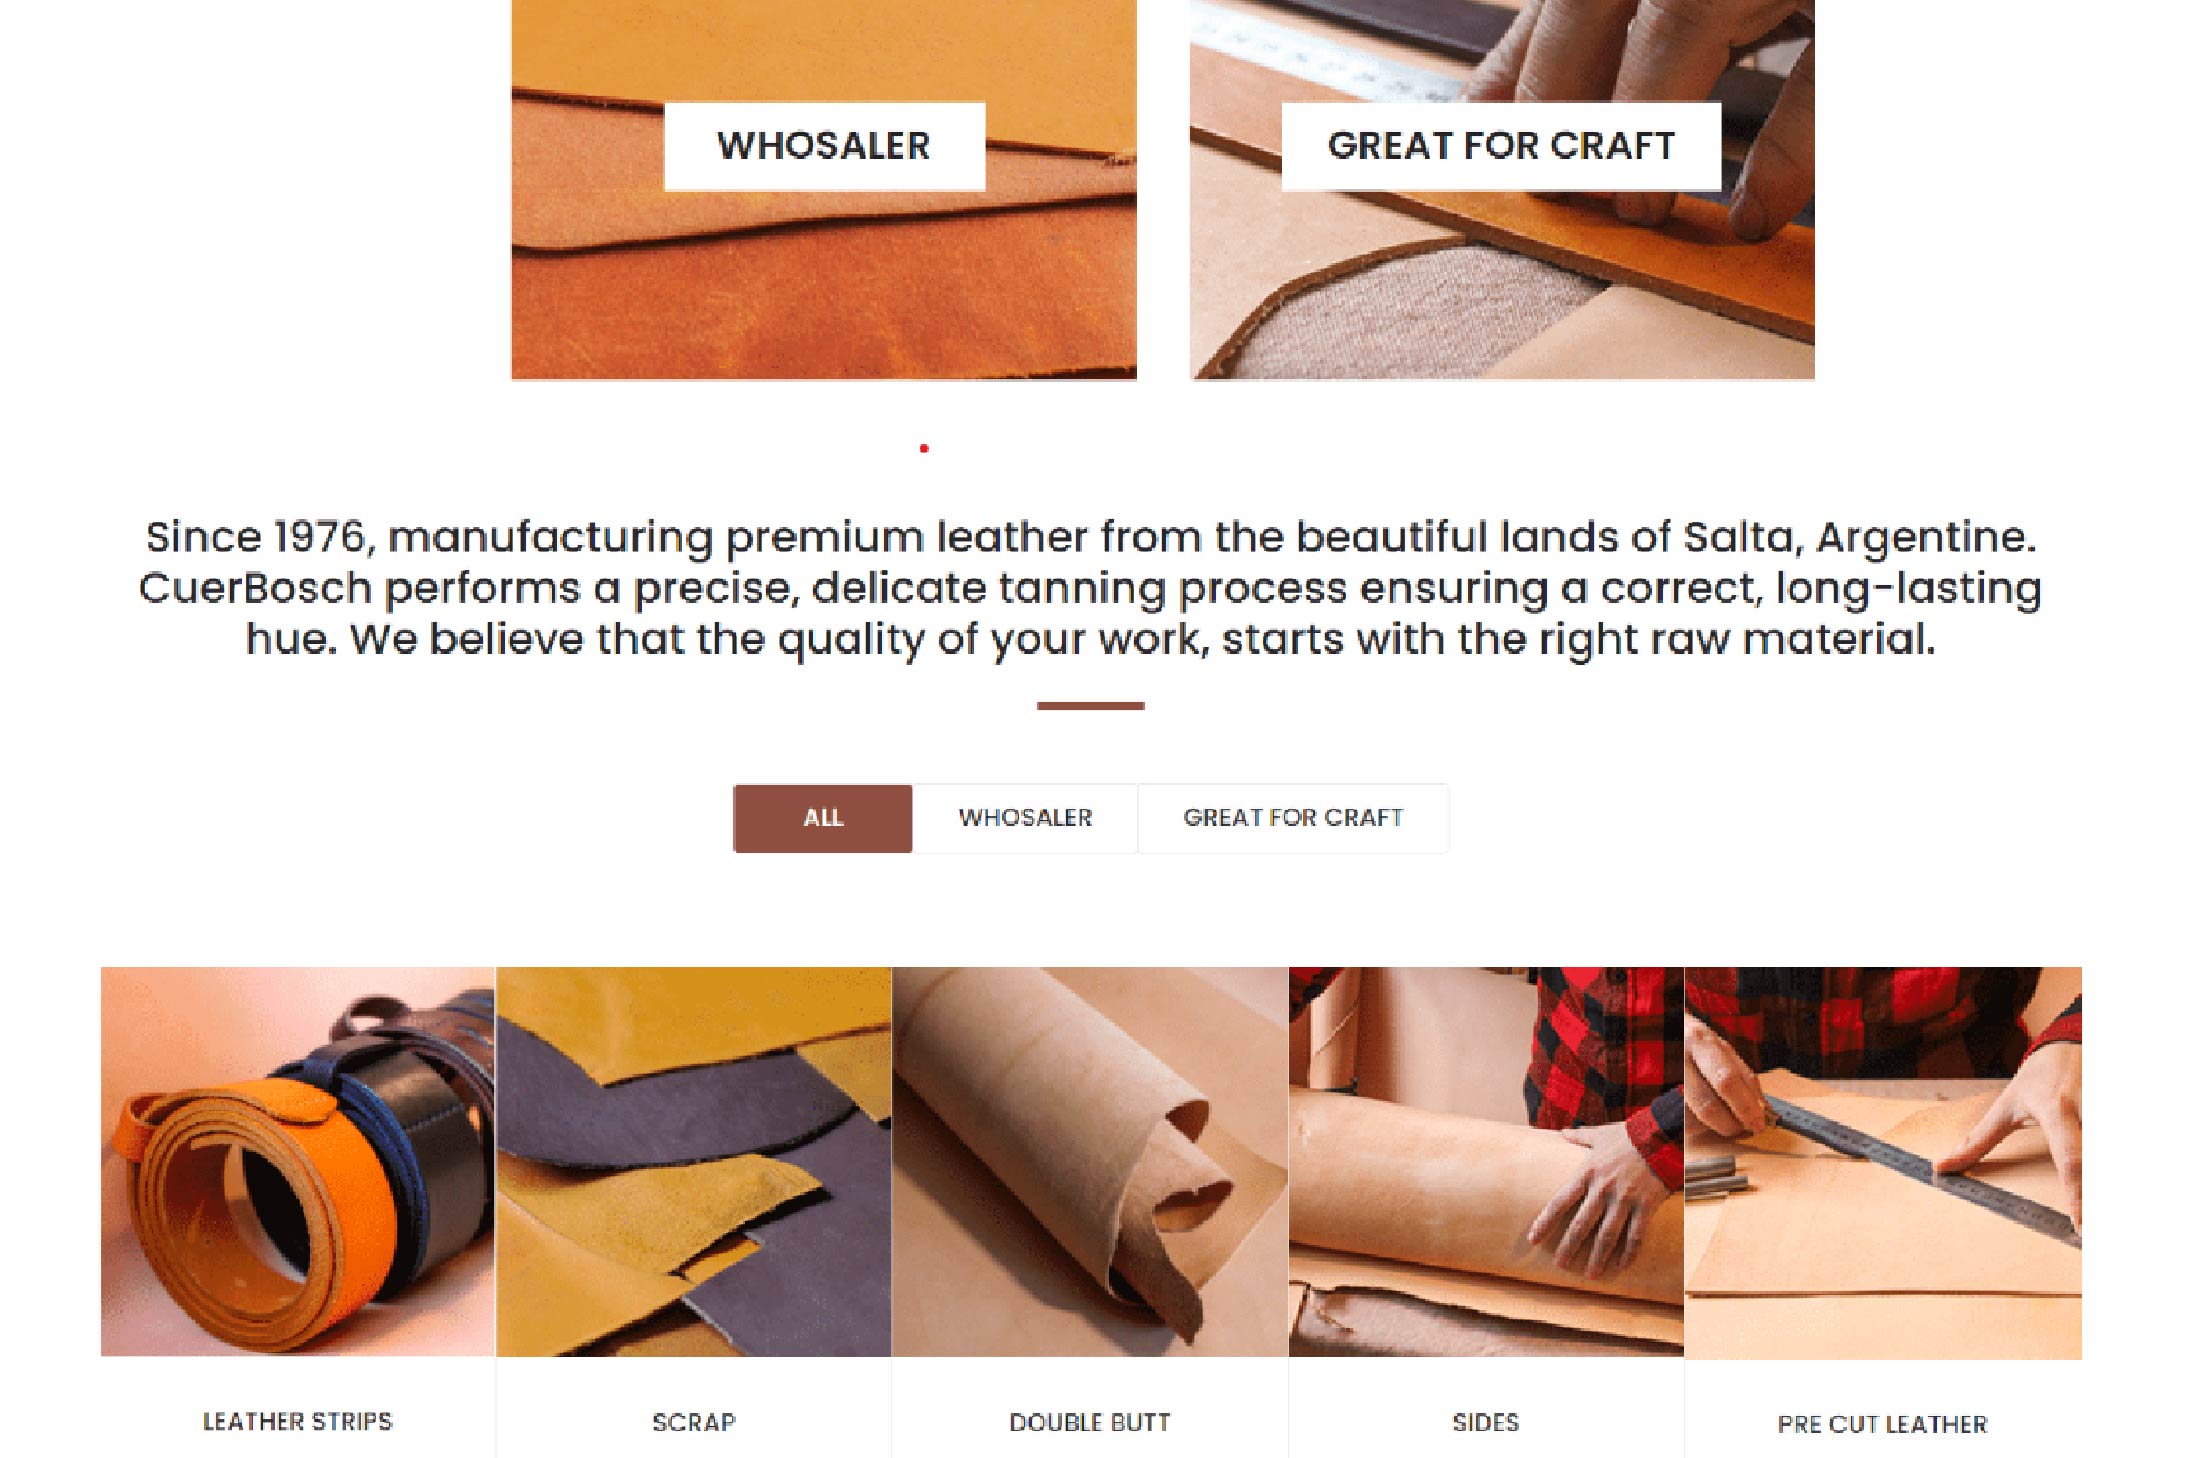 WHOSALER
GREAT FOR CRAFT
Since 1976, manufacturing premium leather from the beautiful lands of Salta, Argentine.
CuerBosch performs a precise, delicate tanning process ensuring a correct, long-lasting
hue. We believe that the quality of your work, starts with the right raw material.
ALL
WHOSALER
GREAT FOR CRAFT
LEATHER STRIPS
SCRAP
DOUBLE BUTT
SIDES
PRE CUT LEATHER